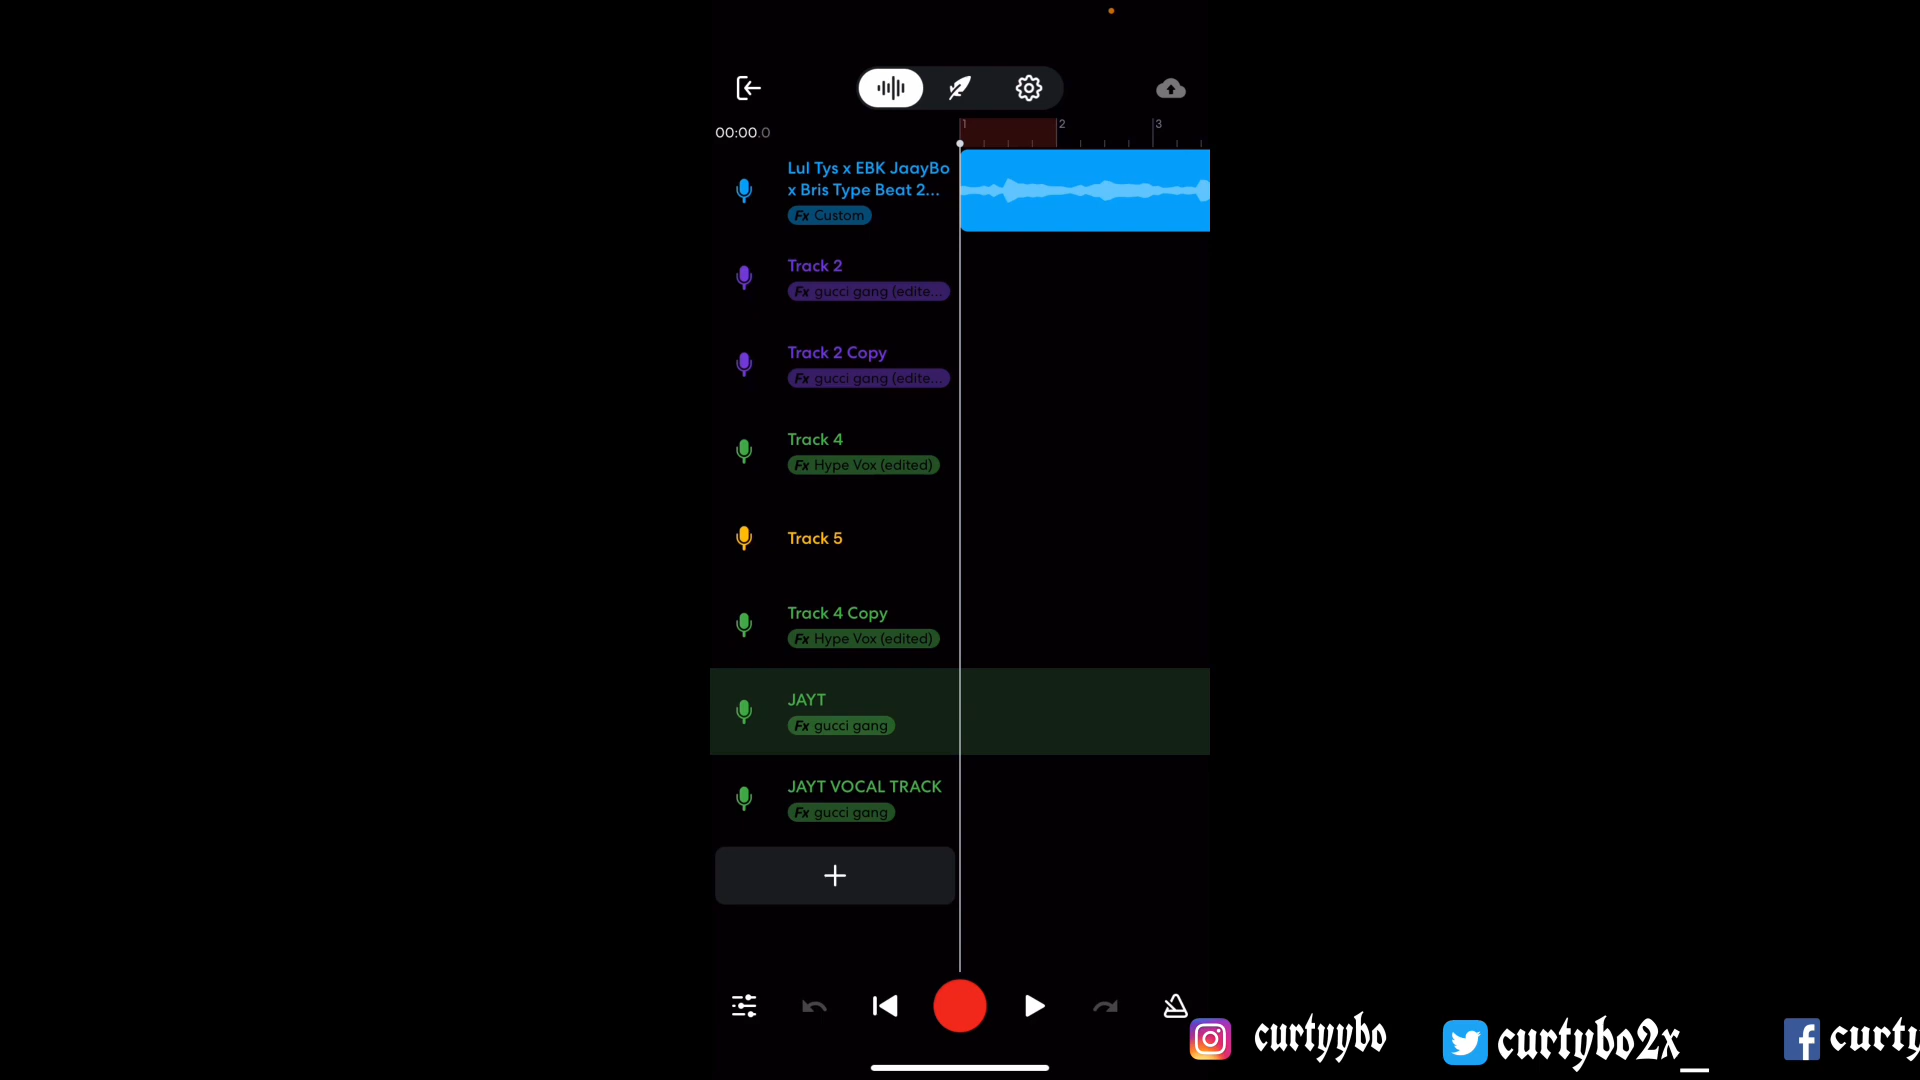 00:00.0
1 2 3
Lul Tys x EBK JaayBo
x Bris Type Beat 2...
Fx Custom
Track 2
Fx gucci gang (edite...
Track 2 Copy
Fx gucci gang (edite...
Track 4
Fx Hype Vox (edited)
Track 5
Track 4 Copy
Fx Hype Vox (edited)
JAYT
Fx gucci gang
JAYT VOCAL TRACK
Fx gucci gang
curtyybo
curtybo2x_
curty